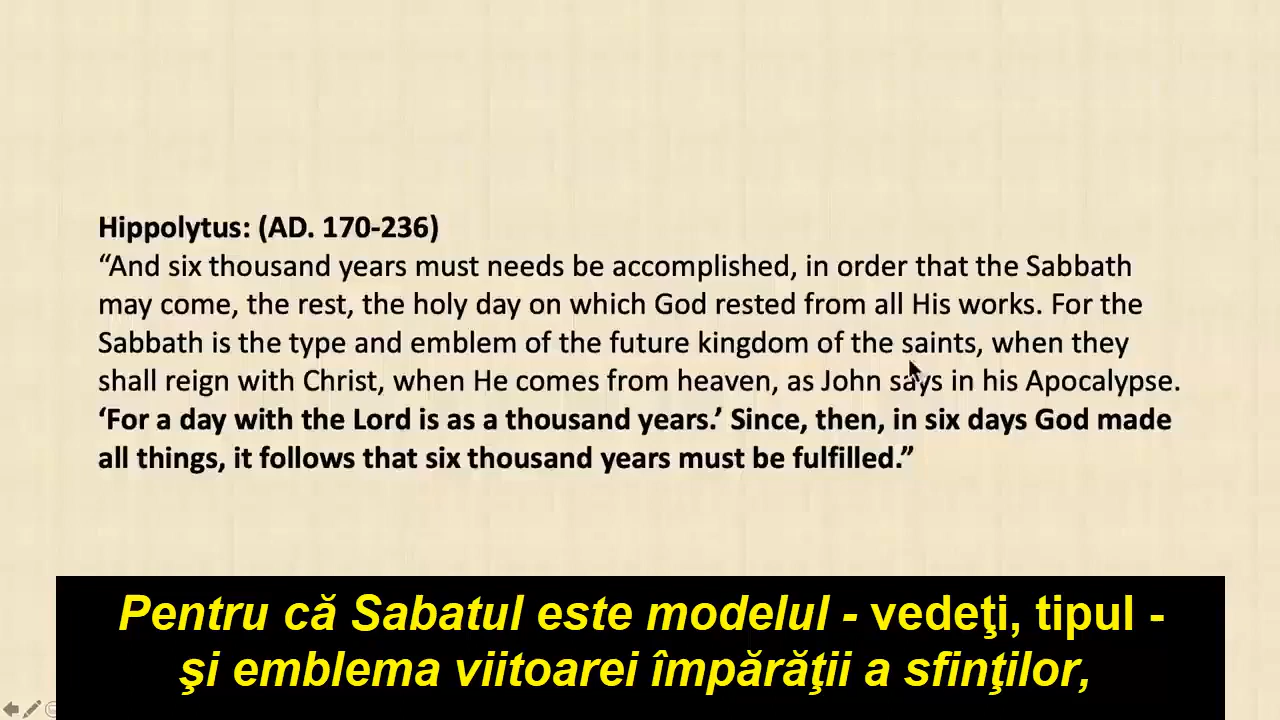 Hippolytus: (AD. 170-236)
“And six thousand years must needs be accomplished, in order that the Sabbath
may come, the rest, the holy day on which God rested from all His works. For the
Sabbath is the type and emblem of the future kingdom of the saints, when they
shall reign with Christ, when He comes from heaven, as John says in his Apocalypse.
‘For a day with the Lord is as a thousand years.’ Since, then, in six days God made
all things, it follows that six thousand years must be fulfilled.”
Pentru că Sabatul este modelul - vedeţi, tipul -
şi emblema viitoarei împărăţii a sfinţilor,